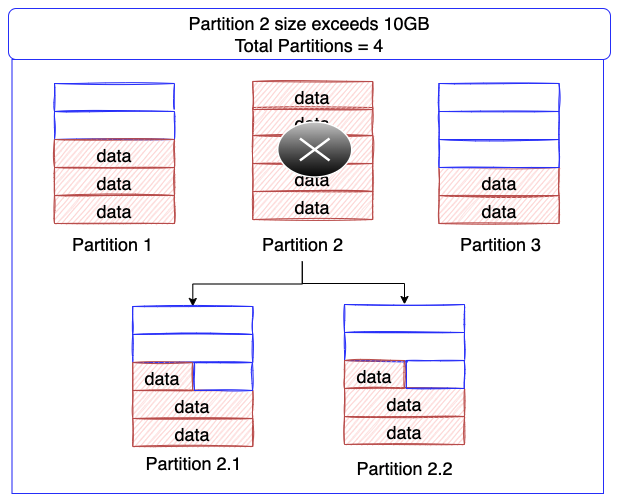 Partition 2 size exceeds 10GB
Total Partitions = 4
data
data
data
Partition 1
data
data
data
data
Partition 2
data
data
Partition 3
data
data
data
Partition 2.1
data
data
data
Partition 2.2